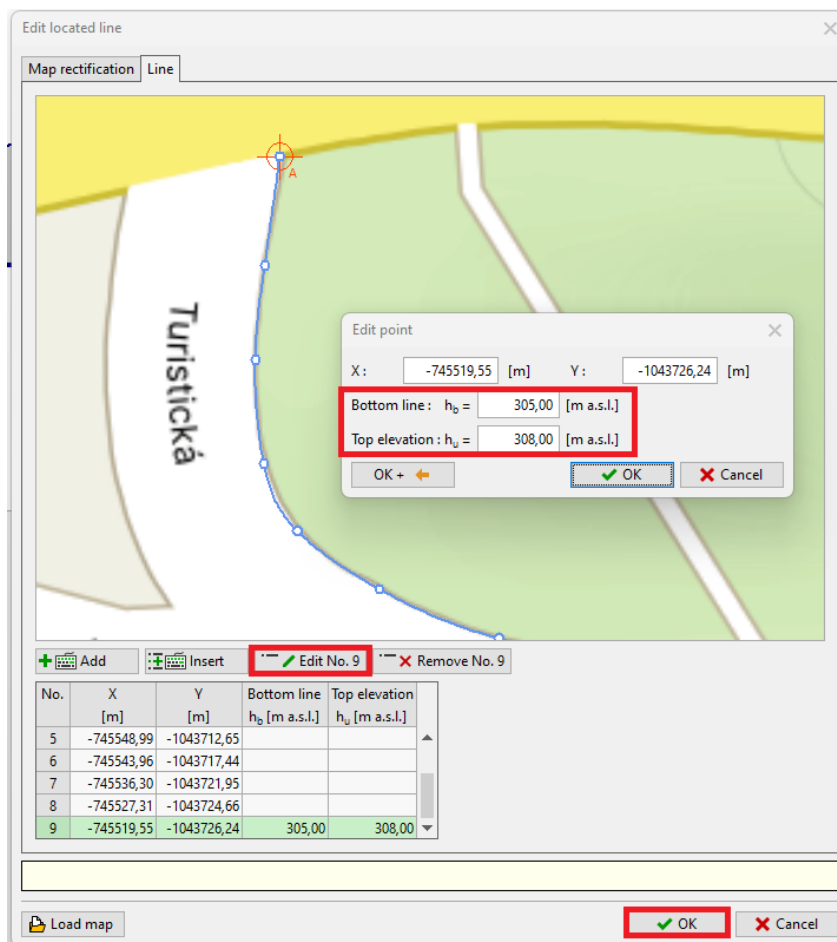 Edit located line
Map rectification Line
A
Turistická
Edit point
X : -745519,55 [m] Y : -1043726,24 [m]
Bottom line : hb = 305,00 [m a.s.l.]
Top elevation : hu = 308,00 [m a.s.l.]
OK + OK Cancel
Add Insert Edit No. 9 Remove No. 9
No. X Y Bottom line Top elevation
[m] [m] hb [m a.s.l.] hu [m a.s.l.]
5 -745548,99 -1043712,65
6 -745543,96 -1043717,44
7 -745536,30 -1043721,95
8 -745527,31 -1043724,66
9 -745519,55 -1043726,24 305,00 308,00
Load map OK Cancel